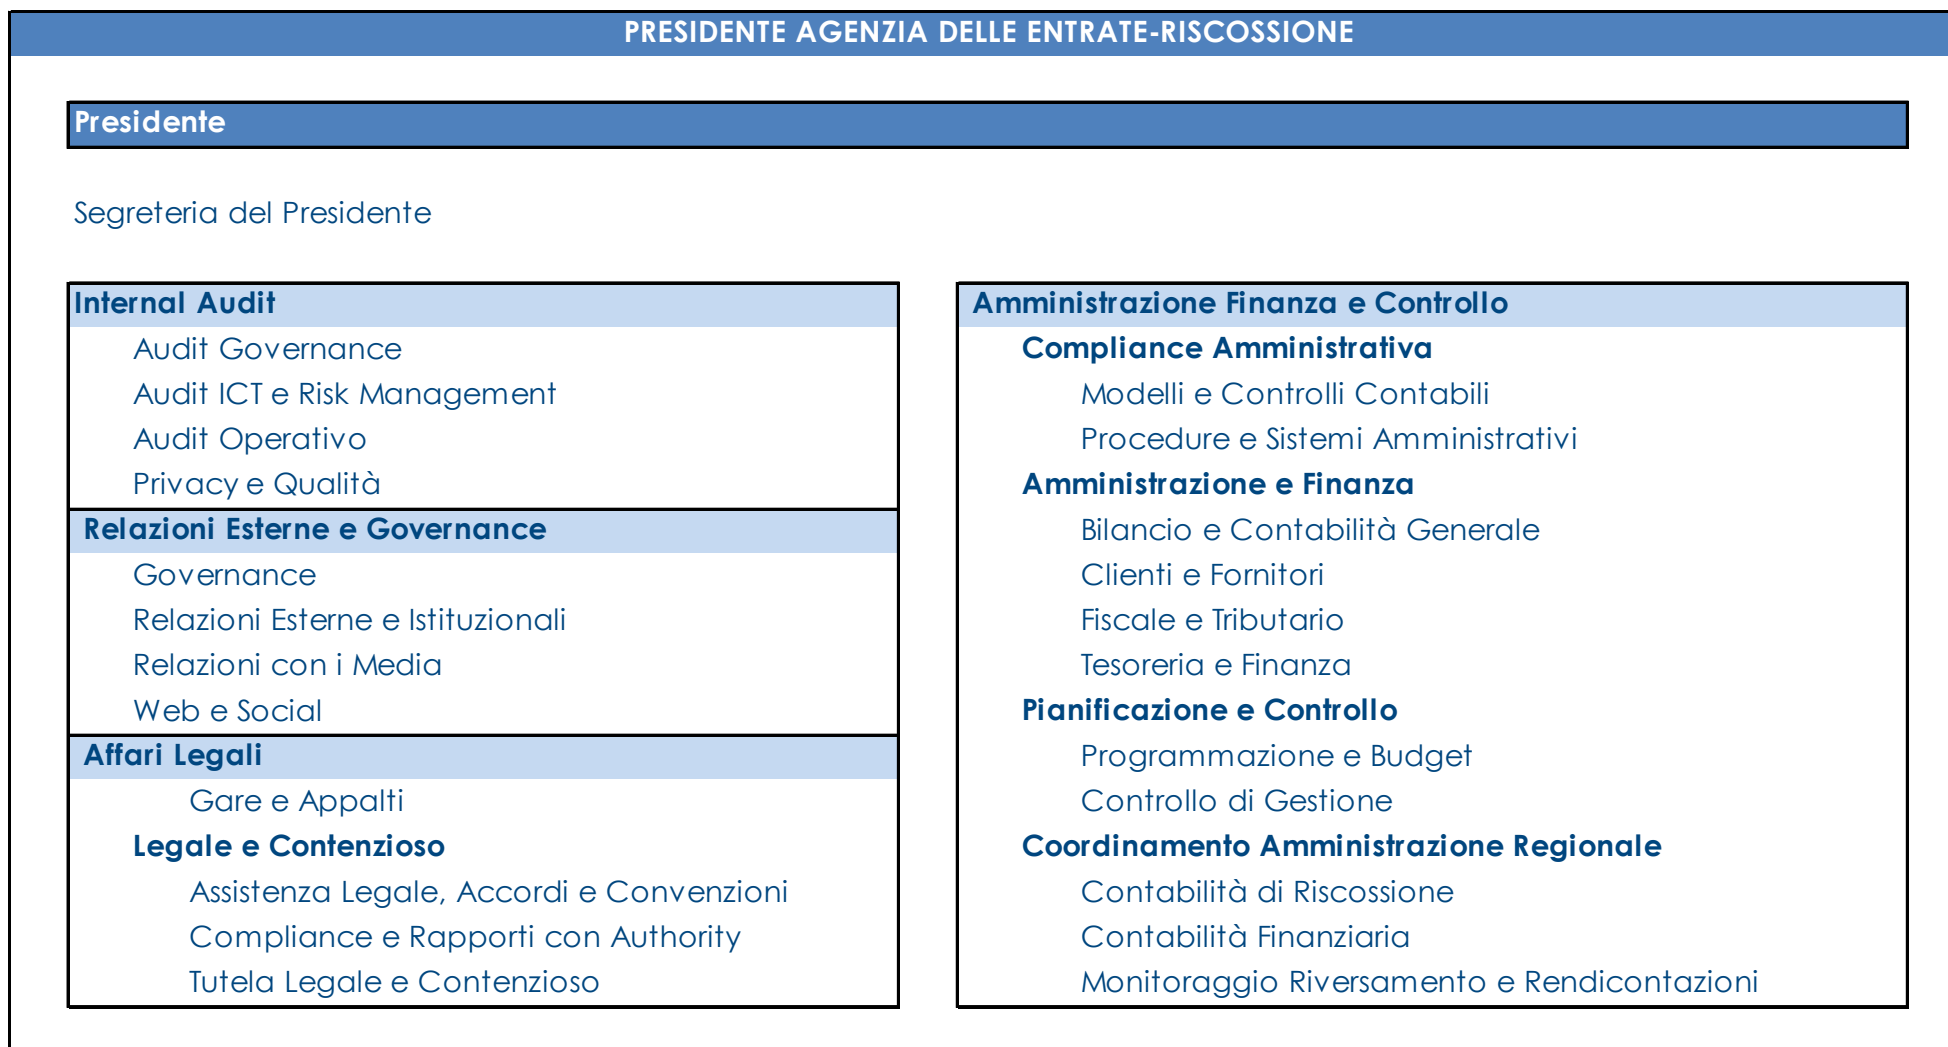 PRESIDENTE AGENZIA DELLE ENTRATE-RISCOSSIONE
Presidente
Segreteria del Presidente
Internal Audit
Audit Governance
Audit ICT e Risk Management
Audit Operativo
Privacy e Qualità
Relazioni Esterne e Governance
Governance
Relazioni Esterne e Istituzionali
Relazioni con i Media
Web e Social
Affari Legali
Gare e Appalti
Legale e Contenzioso
Assistenza Legale, Accordi e Convenzioni
Compliance e Rapporti con Authority
Tutela Legale e Contenzioso
Amministrazione Finanza e Controllo
Compliance Amministrativa
Modelli e Controlli Contabili
Procedure e Sistemi Amministrativi
Amministrazione e Finanza
Bilancio e Contabilità Generale
Clienti e Fornitori
Fiscale e Tributario
Tesoreria e Finanza
Pianificazione e Controllo
Programmazione e Budget
Controllo di Gestione
Coordinamento Amministrazione Regionale
Contabilità di Riscossione
Contabilità Finanziaria
Monitoraggio Riversamento e Rendicontazioni